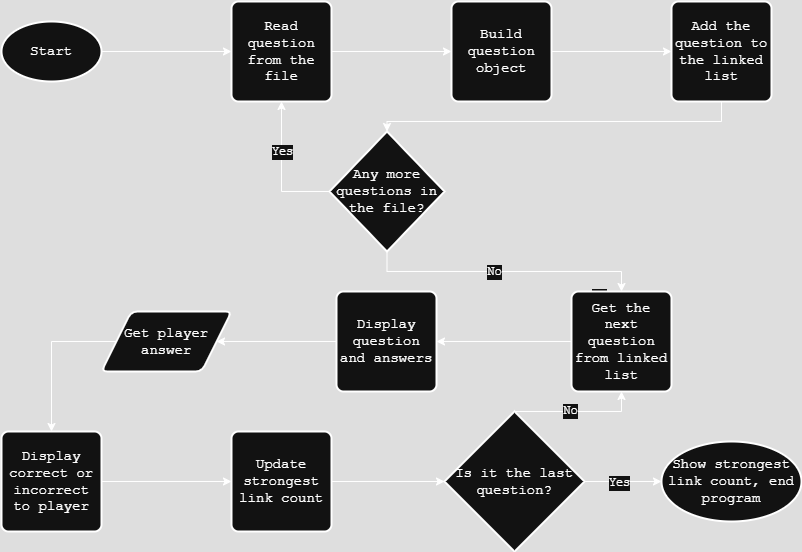 Start
Read
question
from the
file
Build
question
object
Add the
question to
the linked
list
Yes
Any more
questions in
the file?
No
Get the
next
question
from linked
list
Display
question
and answers
Get player
answer
Display
correct or
incorrect
to player
Update
strongest
link count
No
Is it the last
question?
Yes
Show strongest
link count, end
program